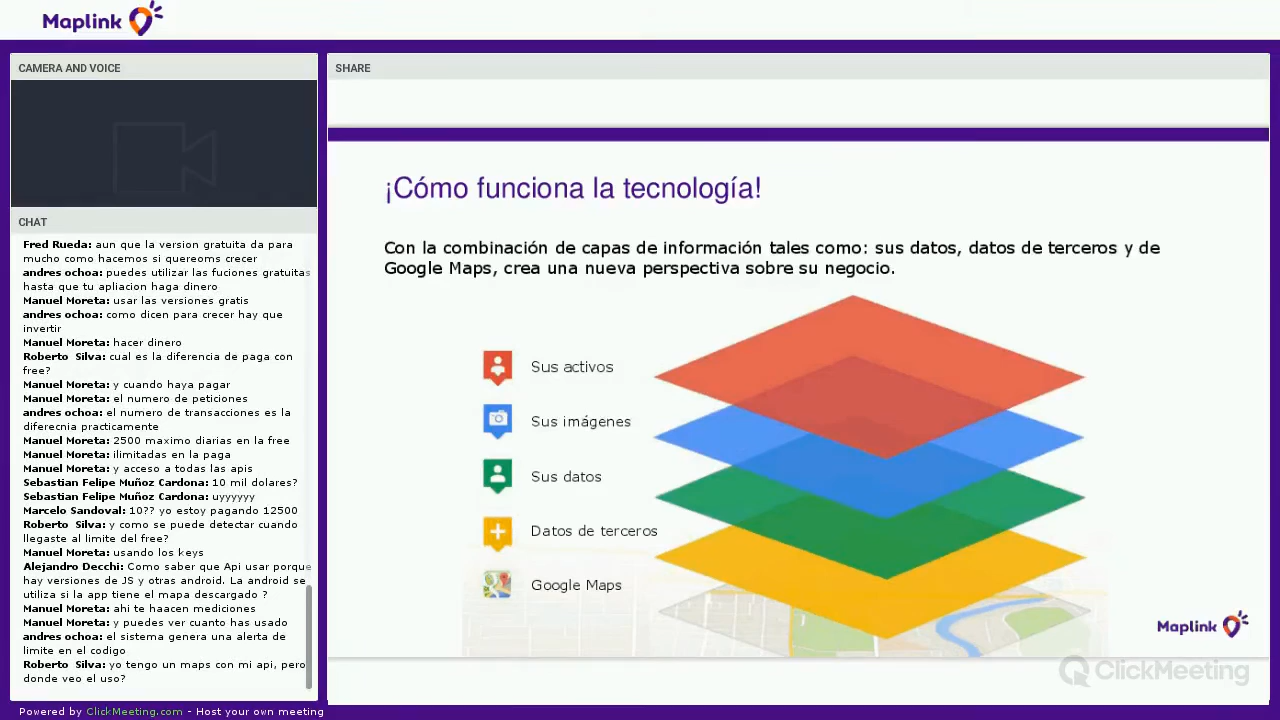 Maplink
CAMERA AND VOICE
CHAT
Fred Rueda: aun que la version gratuita da para
mucho como hacemos si quereoms crecer
andres ochoa: puedes utilizar las fuciones gratuitas
hasta que tu apliacion haga dinero
Manuel Moreta: usar las versiones gratis
andres ochoa: como dicen para crecer hay que
invertir
Manuel Moreta: hacer dinero
Roberto Silva: cual es la diferencia de paga con
free?
Manuel Moreta: y cuando haya pagar
Manuel Moreta: el numero de peticiones
andres ochoa: el numero de transacciones es la
diferecnia practicamente
Manuel Moreta: 2500 maximo diarias en la free
Manuel Moreta: ilimitadas en la paga
Manuel Moreta: y acceso a todas las apis
Sebastian Felipe Muñoz Cardona: 10 mil dolares?
Sebastian Felipe Muñoz Cardona: uyyyyyy
Marcelo Sandoval: 10?? yo estoy pagando 12500
Roberto Silva: y como se puede detectar cuando
llegaste al limite del free?
Manuel Moreta: usando los keys
Alejandro Decchi: Como saber que Api usar porque
hay versiones de JS y otras android. La android se
utiliza si la app tiene el mapa descargado ?
Manuel Moreta: ahi te haacen mediciones
Manuel Moreta: y puedes ver cuanto has usado
andres ochoa: el sistema genera una alerta de
limite en el codigo
Roberto Silva: yo tengo un maps con mi api, pero
donde veo el uso?
SHARE
¡Cómo funciona la tecnología!
Con la combinación de capas de información tales como: sus datos, datos de terceros y de
Google Maps, crea una nueva perspectiva sobre su negocio.
Sus activos
Sus imágenes
Sus datos
Datos de terceros
Google Maps
Maplink
ClickMeeting
Powered by ClickMeeting.com - Host your own meeting